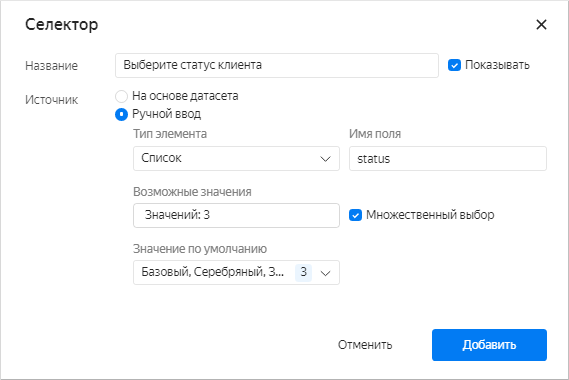 Селектор
Название Выберите статус клиента Показывать
Источник На основе датасета
Ручной ввод
Тип элемента Имя поля
Список status
Возможные значения
Значений: 3 Множественный выбор
Значение по умолчанию
Базовый, Серебряный, З... 3
Отменить Добавить